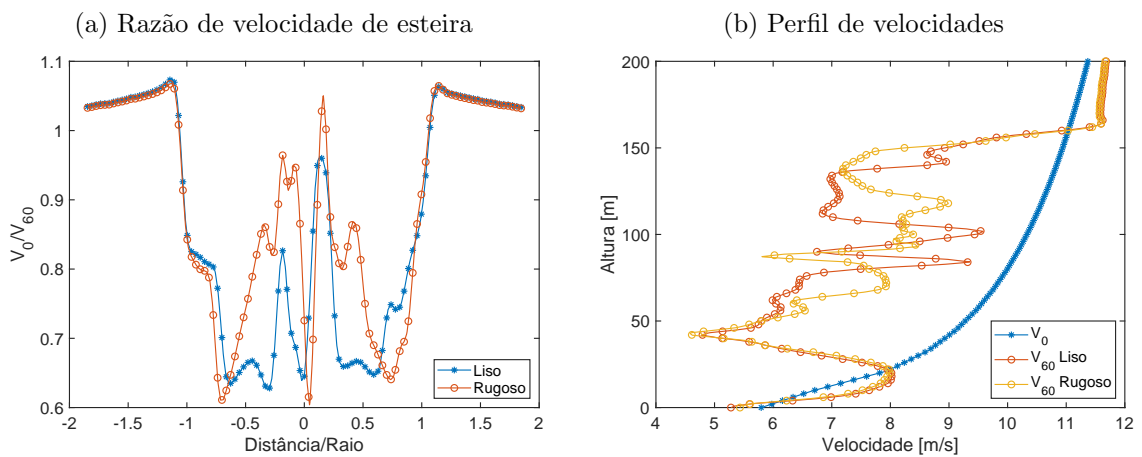 (a) Razão de velocidade de esteira
1.1
1
0.9
0.8
0.7
0.6
V0/V60
-2
-1.5
-1
-0.5
0
0.5
1
1.5
2
Distância/Raio
Liso
Rugoso
(b) Perfil de velocidades
200
150
100
50
0
Altura [m]
4
5
6
7
8
9
10
11
12
Velocidade [m/s]
V0
V60 Liso
V60 Rugoso